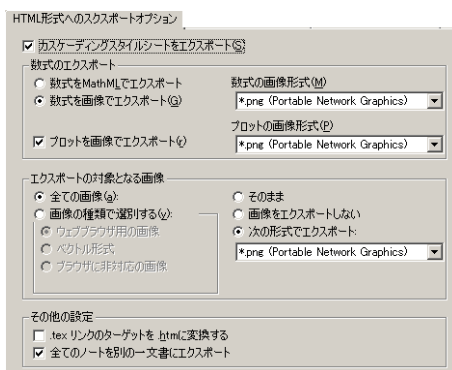 HTML形式へのスクスポートオプション
カスケーディングスタイルシートをエクスポート(S)
数式のエクスポート
数式をMathMLでエクスポート
数式を画像でエクスポート(G)
数式の画像形式(M)
*.png (Portable Network Graphics)
プロットの画像形式(P)
プロットを画像でエクスポート(r)
*.png (Portable Network Graphics)
エクスポートの対象となる画像
全ての画像(a):
画像の種類で選別する(v):
ウェブブラウザ用の画像
ベクトル形式
ブラウザに非対応の画像
そのまま
画像をエクスポートしない
次の形式でエクスポート:
*.png (Portable Network Graphics)
その他の設定
.tex リンクのターゲットを .htmに変換する
全てのノートを別の一文書にエクスポート